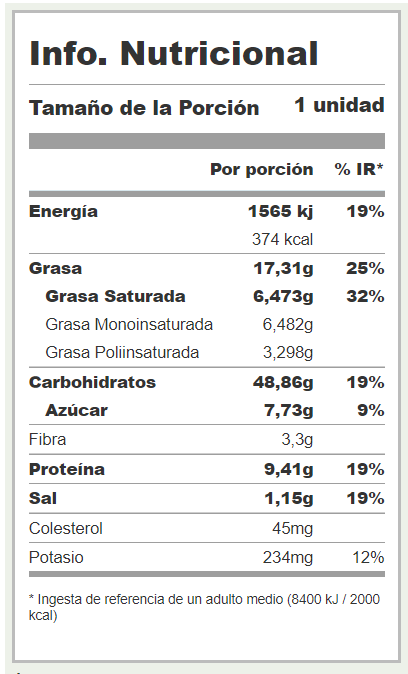 Info. Nutricional
Tamaño de la Porción 1 unidad
Por porción % IR*
Energía 1565 kj 19%
374 kcal
Grasa 17,31g 25%
Grasa Saturada 6,473g 32%
Grasa Monoinsaturada 6,482g
Grasa Poliinsaturada 3,298g
Carbohidratos 48,86g 19%
Azúcar 7,73g 9%
Fibra 3,3g
Proteína 9,41g 19%
Sal 1,15g 19%
Colesterol 45mg
Potasio 234mg 12%
* Ingesta de referencia de un adulto medio (8400 kJ / 2000
kcal)